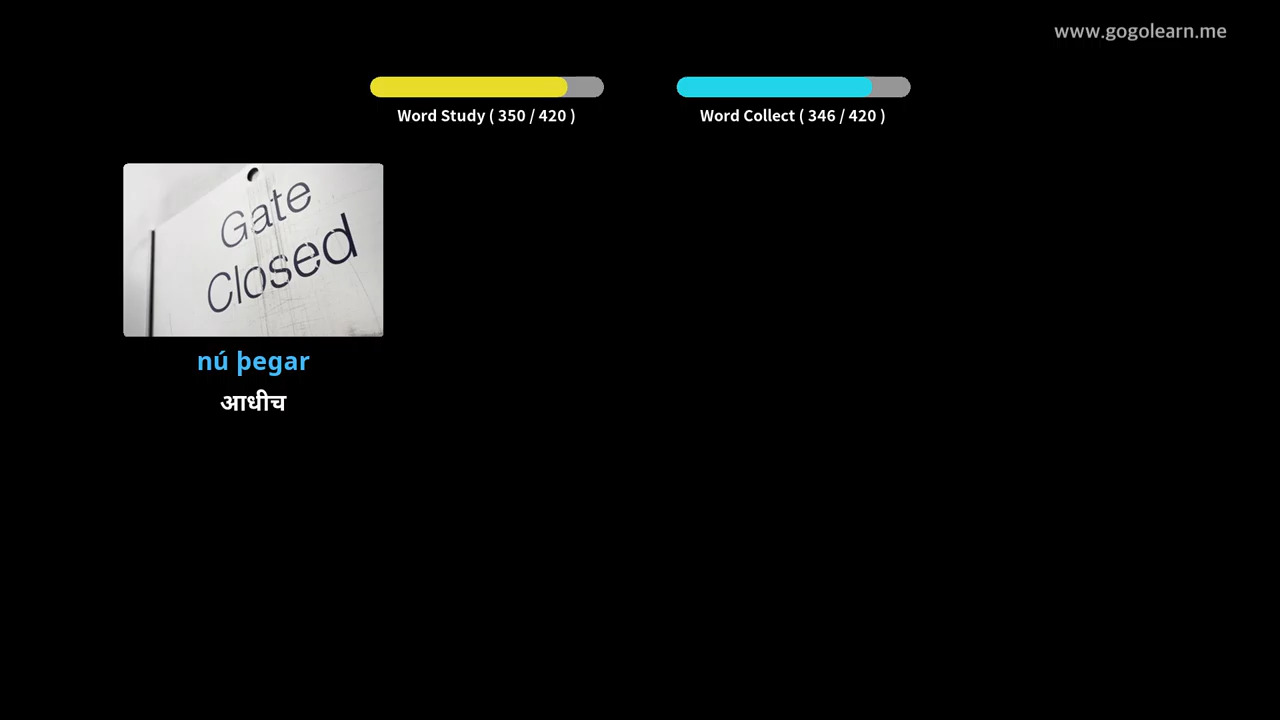 www.gogolearn.me
Word Study ( 350 / 420 )
Word Collect ( 346 / 420 )
Gate
Closed
nú þegar
आधीच